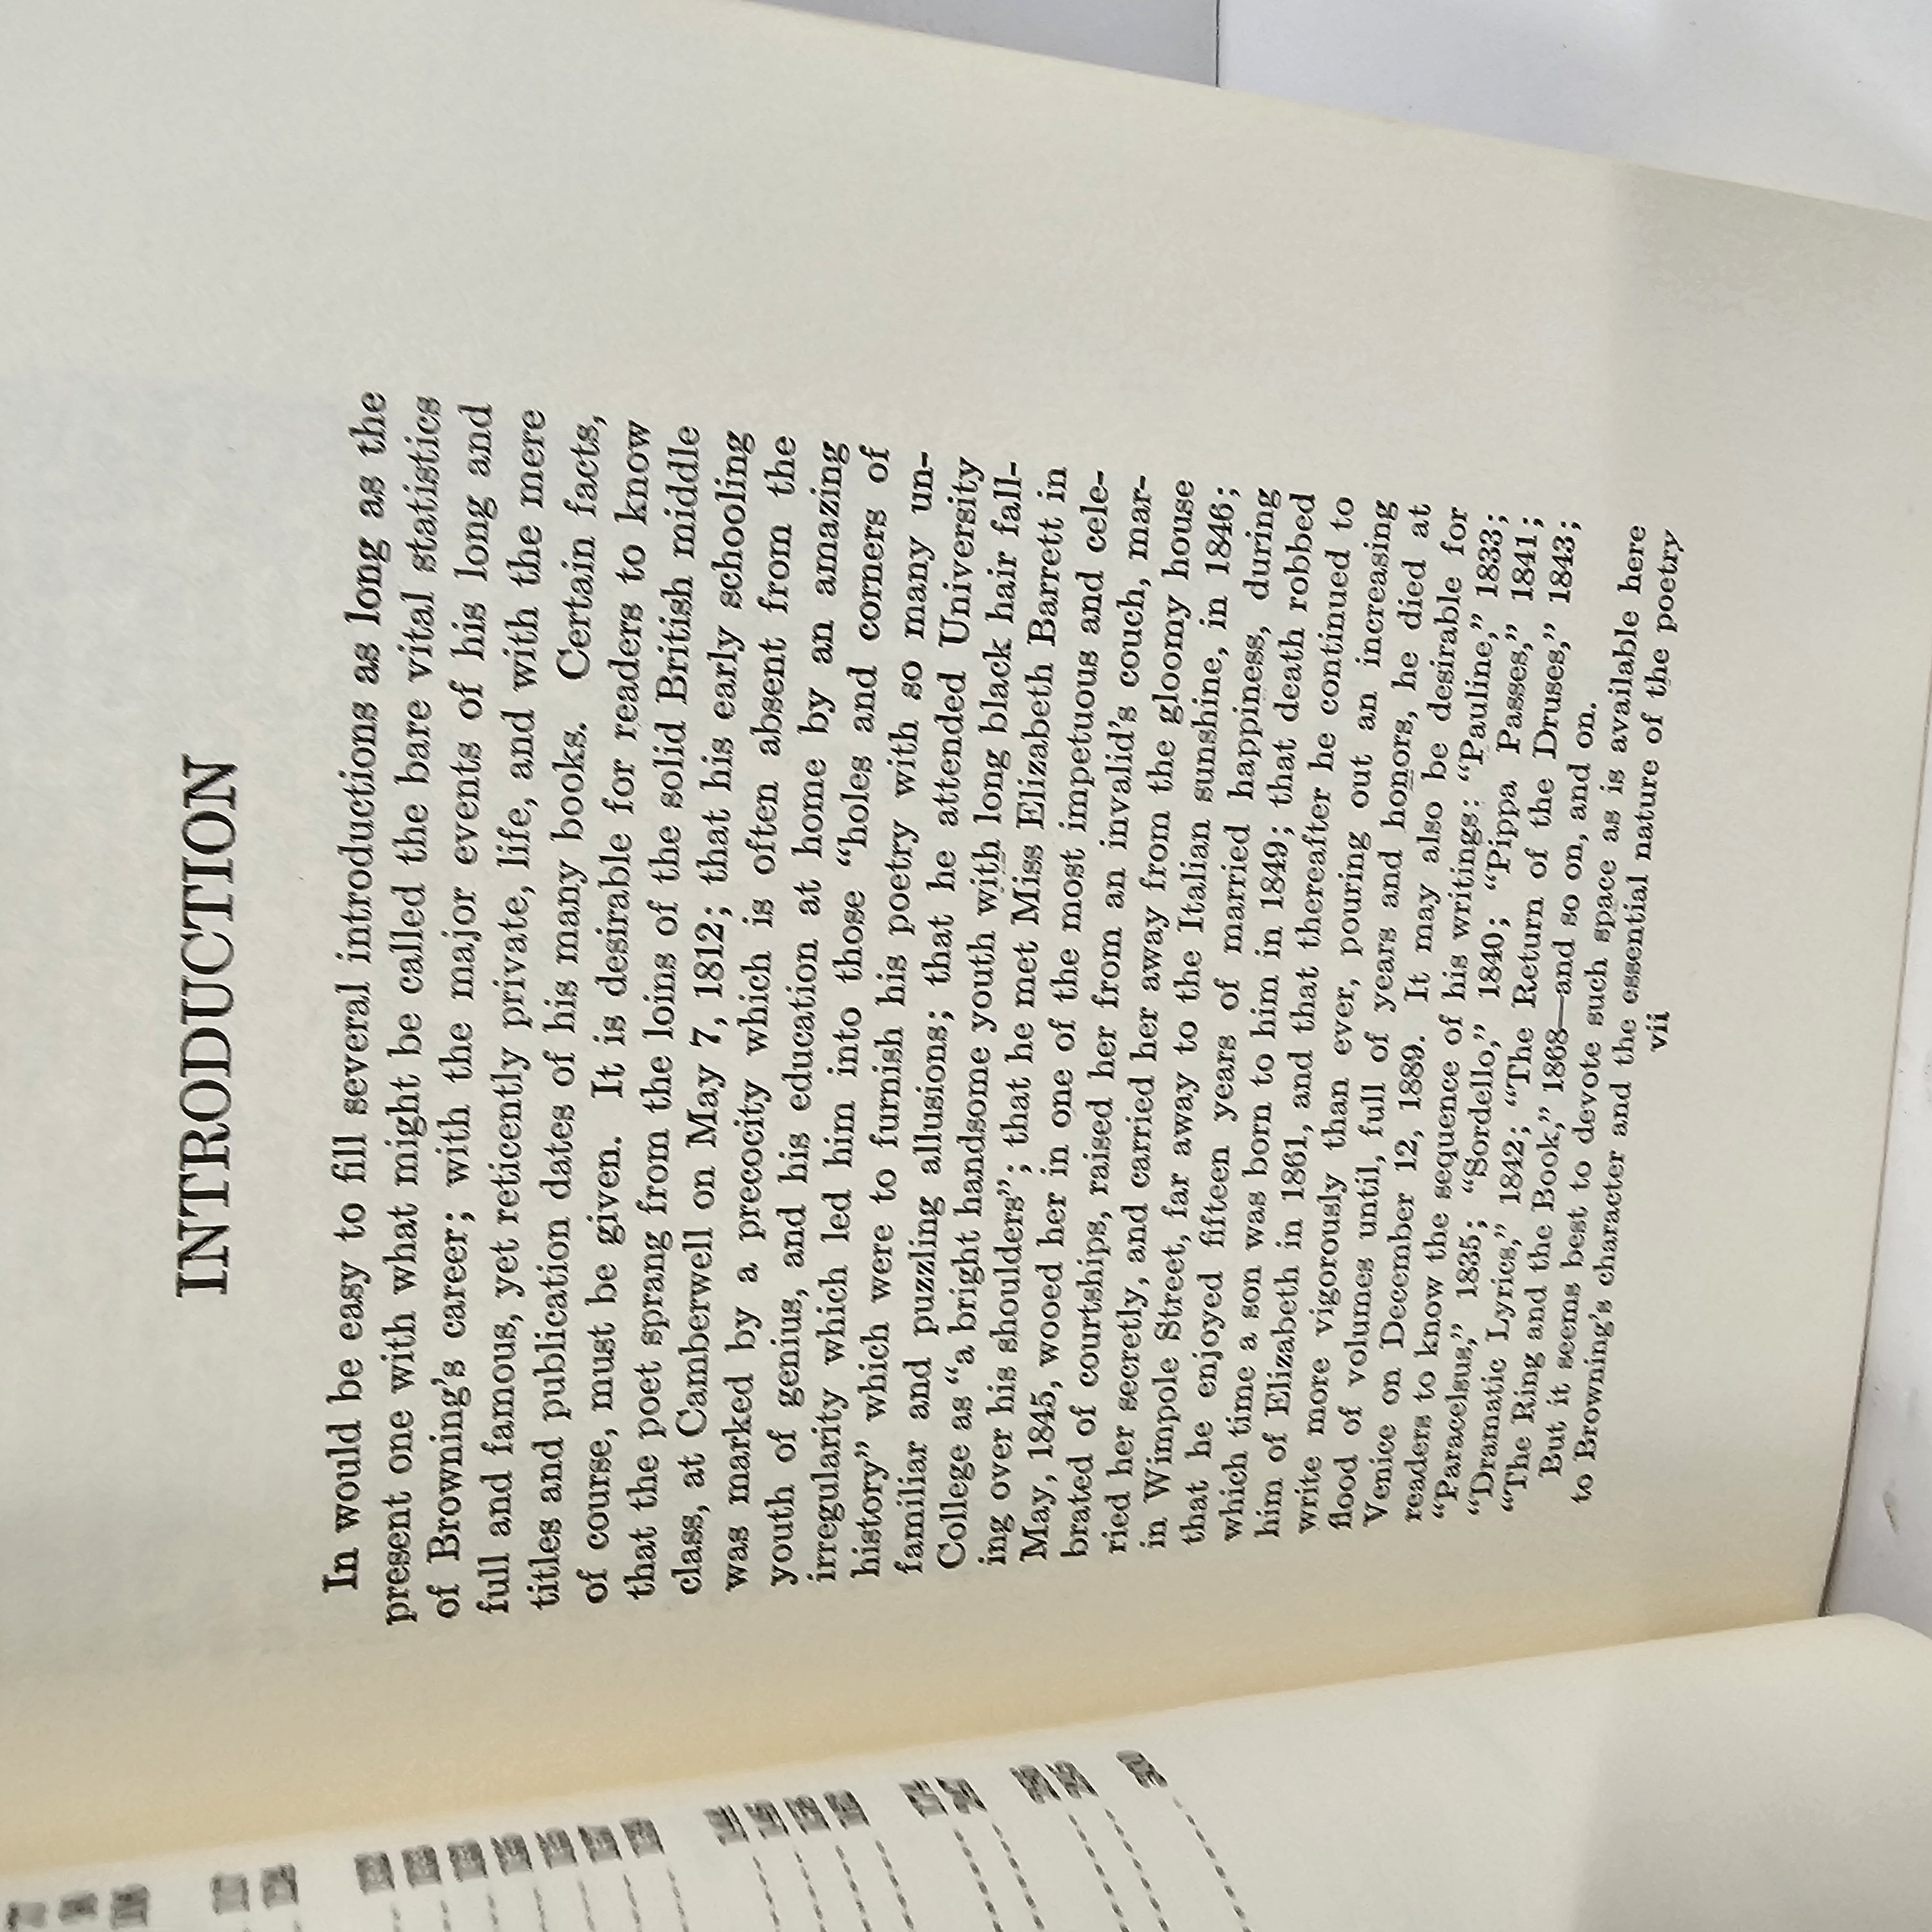 INTRODUCTION
In would be easy to fill several introductions as long as the
present one with what might be called the bare vital statistics
of Browning's career; with the major events of his long and
full and famous, yet reticently private, life, and with the mere
titles and publication dates of his many books. Certain facts,
of course, must be given. It is desirable for readers to know
that the poet sprang from the loins of the solid British middle
class, at Camberwell on May 7, 1812; that his early schooling
was marked by a precocity which is often absent from the
youth of genius, and his education at home by an amazing
irregularity which led him into those “holes and corners of
history” which were to furnish his poetry with so many un-
familiar and puzzling allusions; that he attended University
College as “a bright handsome youth with long black hair fall-
ing over his shoulders”; that he met Miss Elizabeth Barrett in
May, 1845, wooed her in one of the most impetuous and cele-
brated of courtships, raised her from an invalid's couch, mar-
ried her secretly, and carried her away from the gloomy house
in Wimpole Street, far away to the Italian sunshine, in 1846;
that he enjoyed fifteen years of married happiness, during
which time a son was born to him in 1849; that death robbed
him of Elizabeth in 1861, and that thereafter he continued to
write more vigorously than ever, pouring out an increasing
flood of volumes until, full of years and honors, he died at
Venice on December 12, 1889. It may also be desirable for
readers to know the sequence of his writings: “Pauline,” 1833;
“Paracelsus,” 1835; “Sordello,” 1840; “Pippa Passes,” 1841;
“Dramatic Lyrics,” 1842; “The Return of the Druses,” 1843;
“The Ring and the Book,” 1868—and so on, and on.
But it seems best to devote such space as is available here
to Browning's character and the essential nature of the poetry
vii